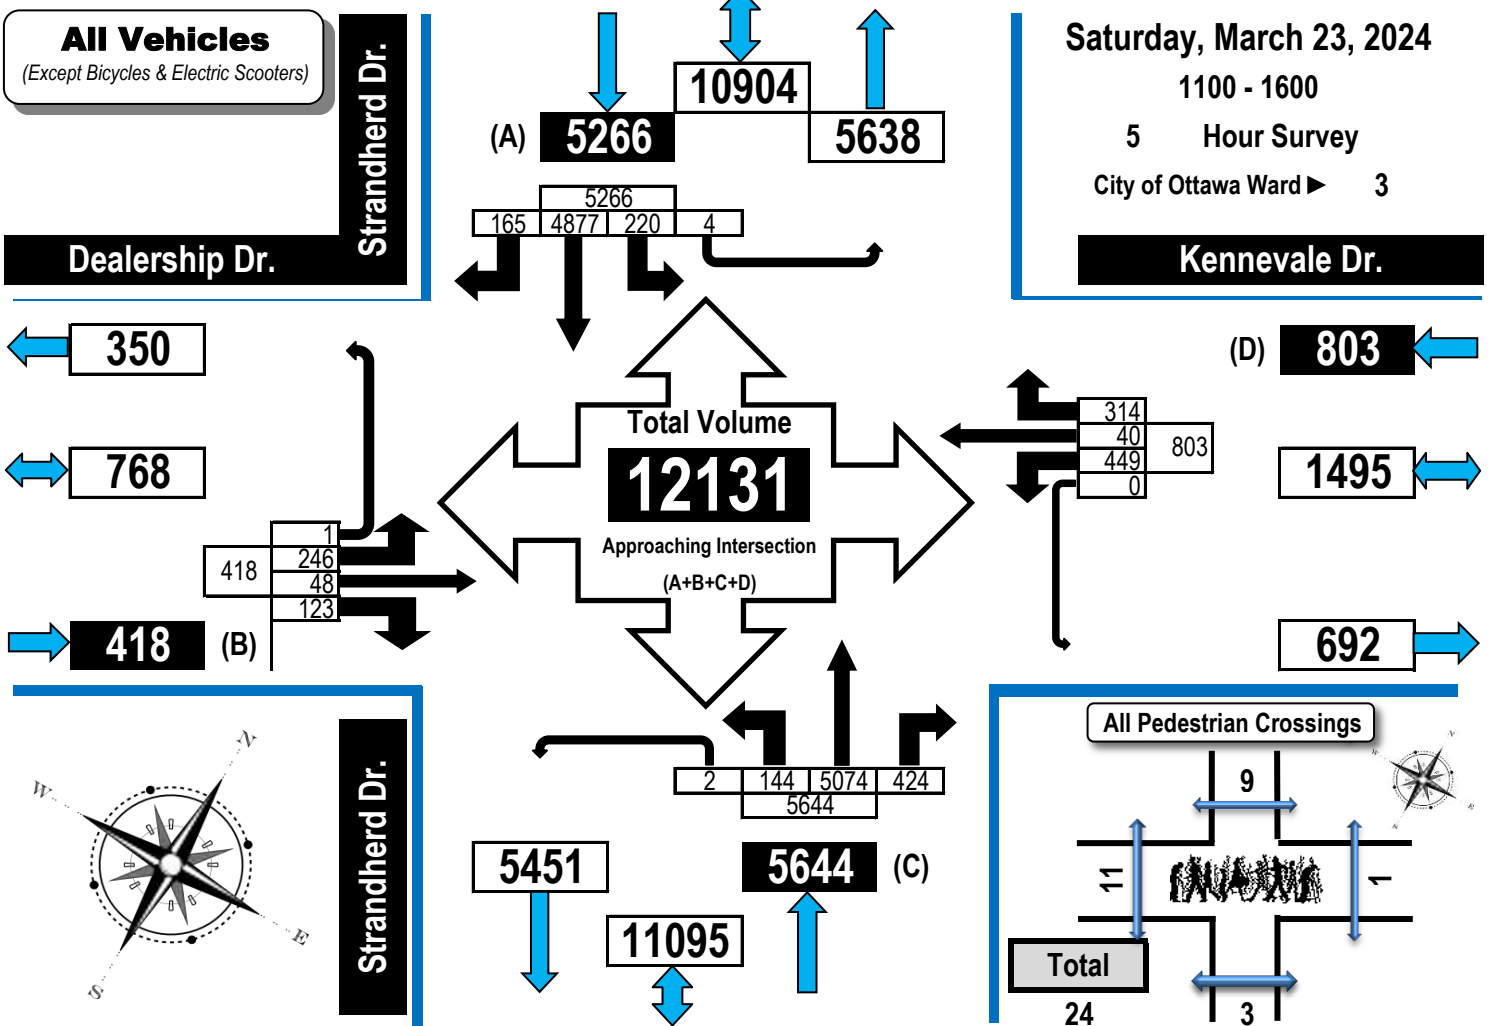 All Vehicles
(Except Bicycles & Electric Scooters)
Strandherd Dr.
Dealership Dr.
10904
(A)
5266
5638
5266
165 4877 220 4
Saturday, March 23, 2024
1100 - 1600
5 Hour Survey
City of Ottawa Ward ► 3
Kennevale Dr.
350
768
1
246
48
123
418
418
(B)
Total Volume
12131
Approaching Intersection
(A+B+C+D)
(D)
803
314
40
449
0
803
1495
692
N
W
E
S
Strandherd Dr.
2 144 5074 424
5644
5451
5644
(C)
11095
All Pedestrian Crossings
N
W
E
S
9
11
1
3
Total
24